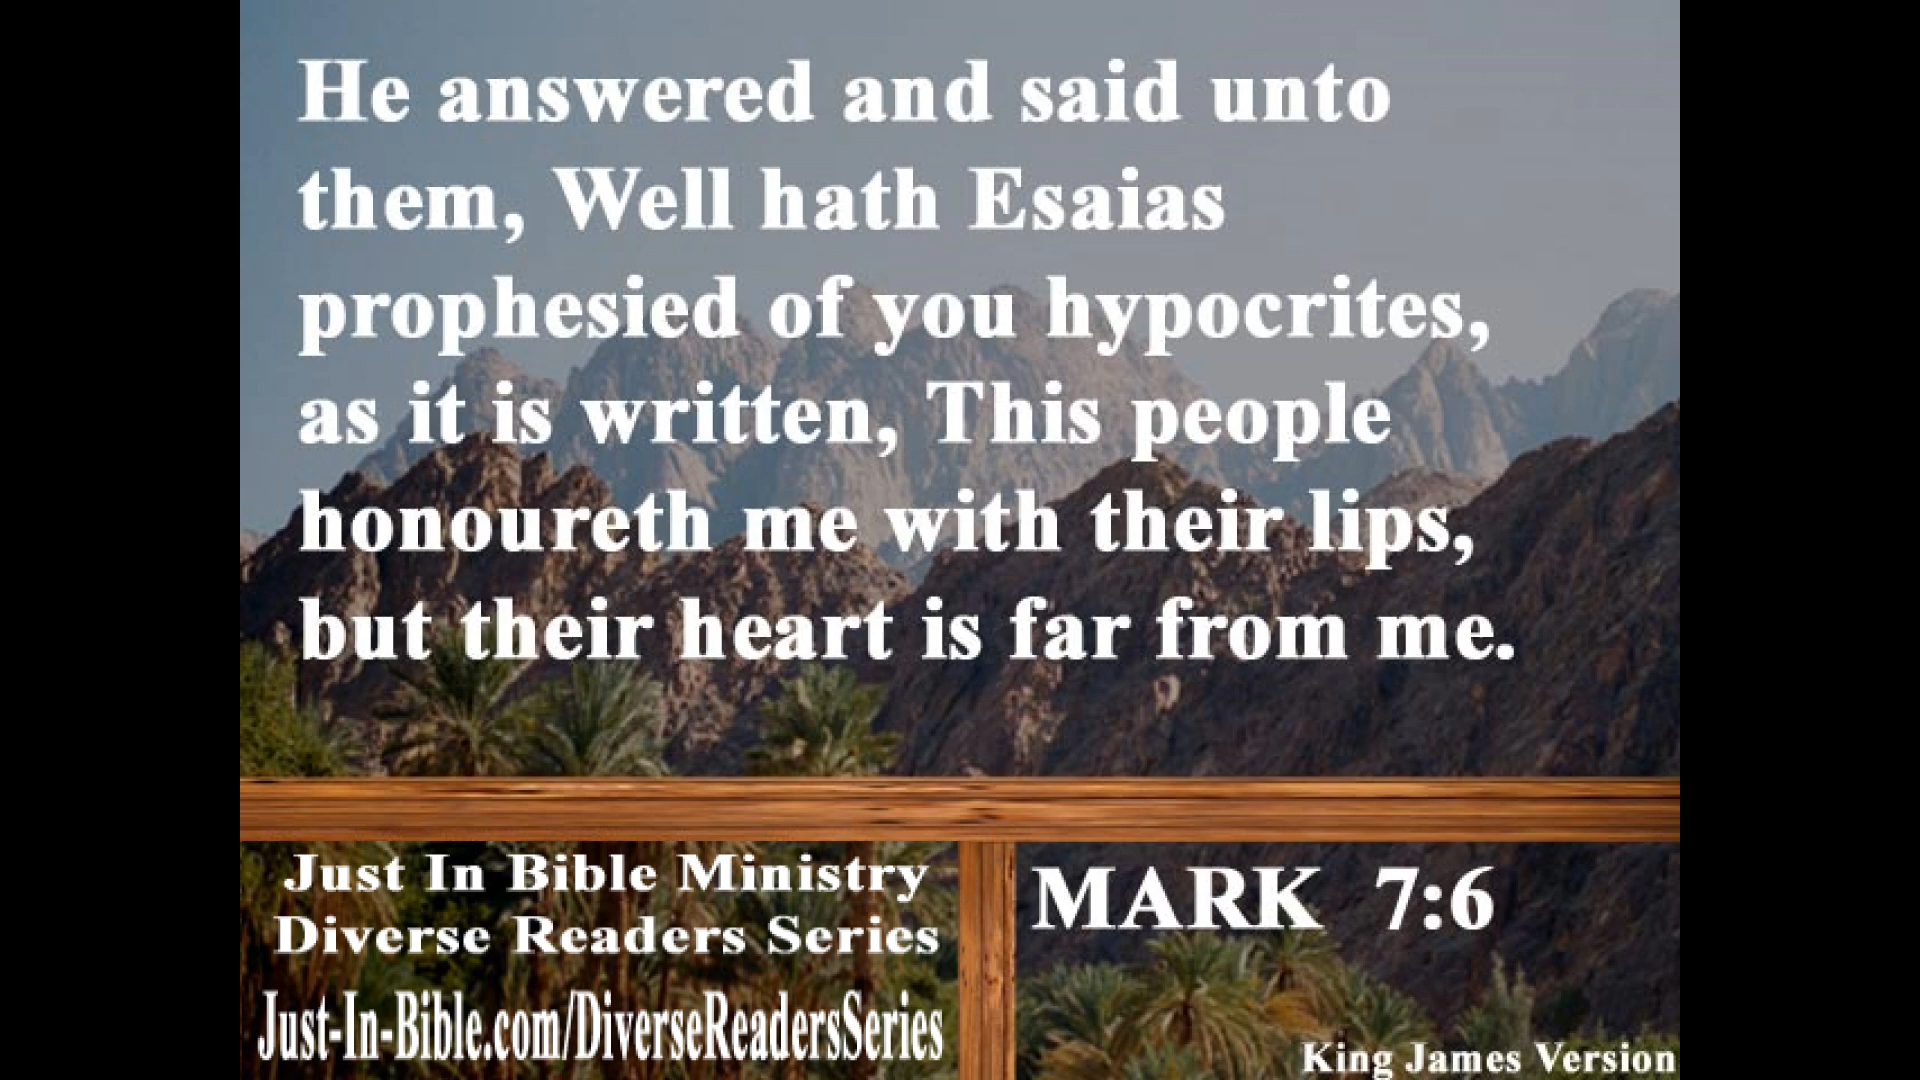 He answered and said unto
them, Well hath Esaias
prophesied of you hypocrites,
as it is written, This people
honoureth me with their lips,
but their heart is far from me.
Just In Bible Ministry
Diverse Readers Series
Just-In-Bible.com/DiverseReadersSeries
MARK 7:6
King James Version